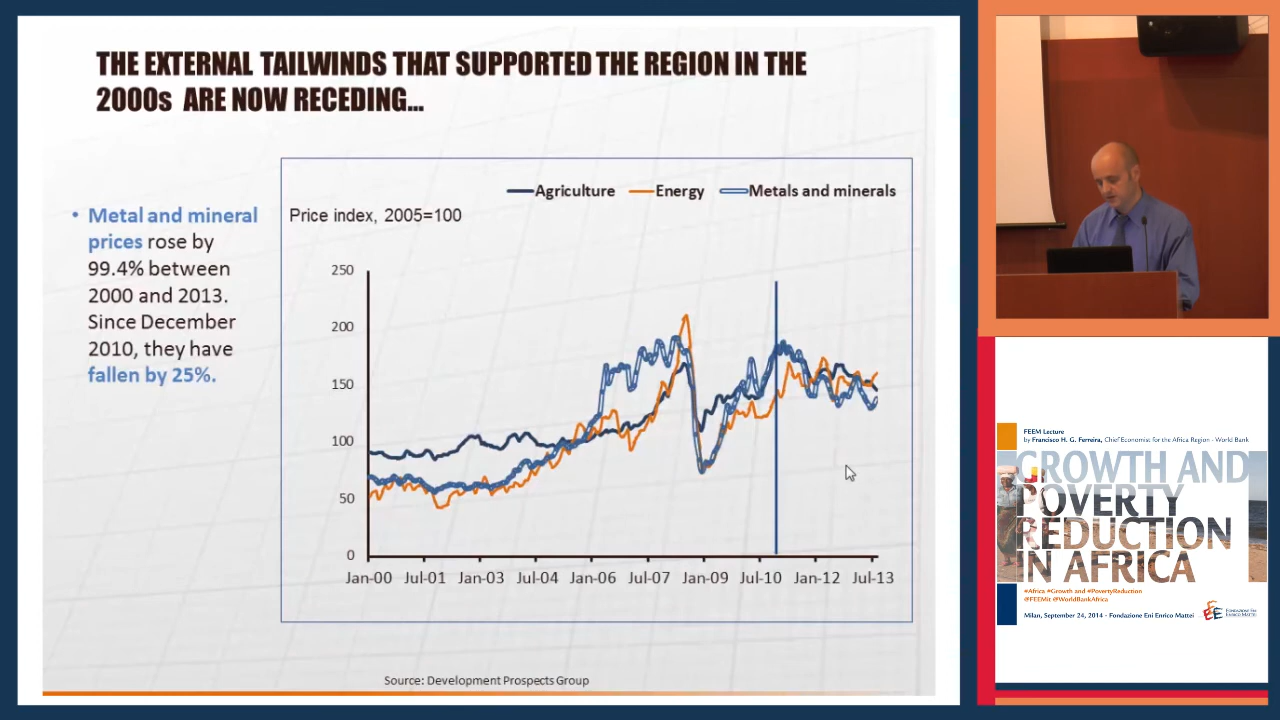 THE EXTERNAL TAILWINDS THAT SUPPORTED THE REGION IN THE
2000s ARE NOW RECEDING...
• Metal and mineral
prices rose by
99.4% between
2000 and 2013.
Since December
2010, they have
fallen by 25%.
Agriculture Energy Metals and minerals
Price index, 2005=100
250
200
150
100
50
0
Jan-00 Jul-01 Jan-03 Jul-04 Jan-06 Jul-07 Jan-09 Jul-10 Jan-12 Jul-13
Source: Development Prospects Group
FEEM Lecture
by Francisco H. G. Ferreira, Chief Economist for the Africa Region - World Bank
GROWTH AND
POVERTY
REDUCTION
IN AFRICA
#Africa #Growth and #PovertyReduction
@FEEMit @WorldBankAfrica
Milan, September 24, 2014 - Fondazione Eni Enrico Mattei
FONDAZIONE ENI
ENRICO MATTEI